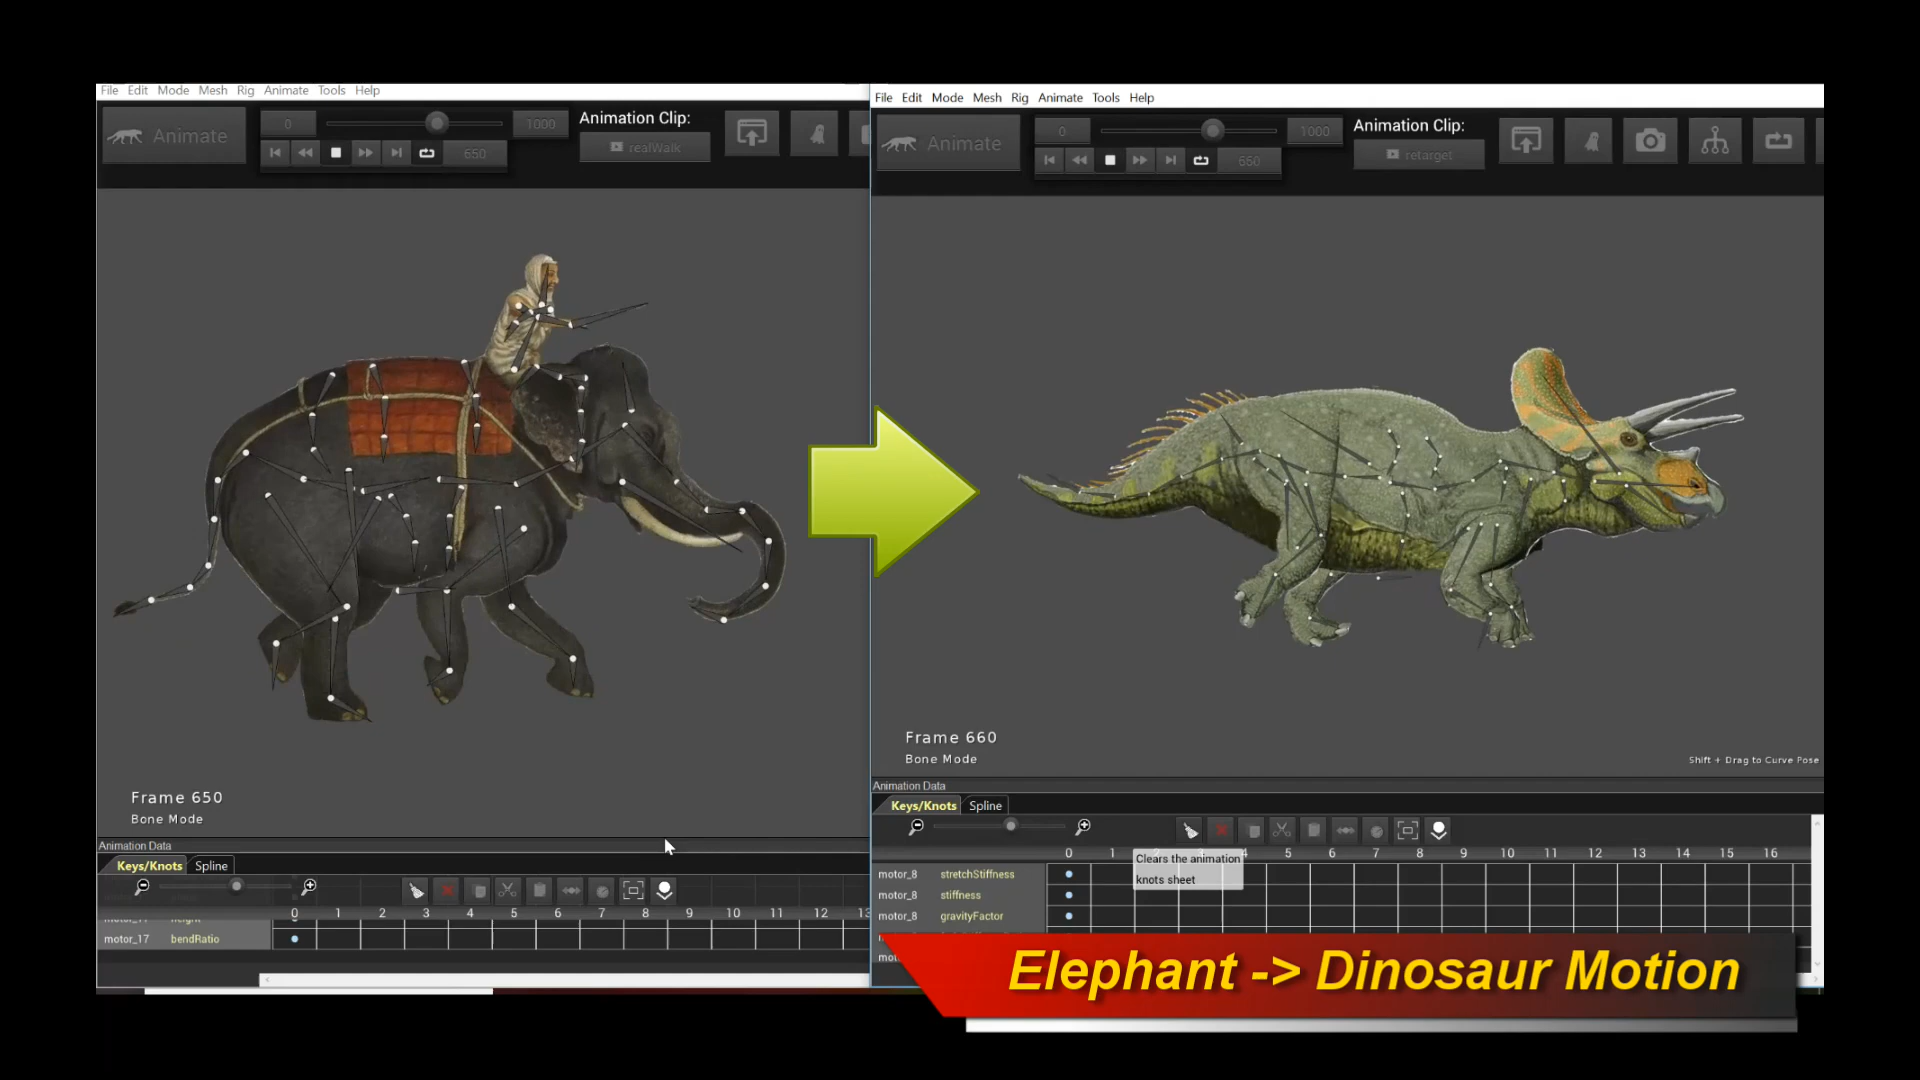 File Edit Mode Mesh Rig Animate Tools Help
Animate
0
1000
650
Animation Clip:
realWalk
Frame 650
Bone Mode
Animation Data
Keys/Knots Spline
0 1 2 3 4 5 6 7 8 9 10 11 12 13
motor_17 bendRatio
File Edit Mode Mesh Rig Animate Tools Help
Animate
0
1000
650
Animation Clip:
retarget
Frame 660
Bone Mode
Shift + Drag to Curve Pose
Animation Data
Keys/Knots Spline
0 1 4 5 6 7 8 9 10 11 12 13 14 15 16
Clears the animation
knots sheet
motor_8 stretchStiffness
motor_8 stiffness
motor_8 gravityFactor
Elephant -> Dinosaur Motion